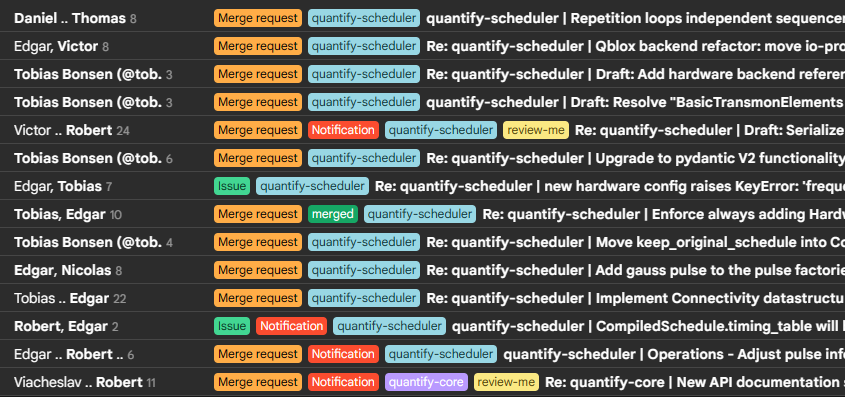 Daniel .. Thomas 8 Merge request quantify-scheduler quantify-scheduler | Repetition loops independent sequencer
Edgar, Victor 8 Merge request quantify-scheduler Re: quantify-scheduler | Qblox backend refactor: move io-pro
Tobias Bonsen (@tob. 3 Merge request quantify-scheduler Re: quantify-scheduler | Draft: Add hardware backend referen
Tobias Bonsen (@tob. 3 Merge request quantify-scheduler quantify-scheduler | Draft: Resolve "BasicTransmonElements
Victor .. Robert 24 Merge request Notification quantify-scheduler review-me Re: quantify-scheduler | Draft: Serialize
Tobias Bonsen (@tob. 6 Merge request quantify-scheduler Re: quantify-scheduler | Upgrade to pydantic V2 functionality
Edgar, Tobias 7 Issue quantify-scheduler Re: quantify-scheduler | new hardware config raises KeyError: 'freque
Tobias, Edgar 10 Merge request merged quantify-scheduler Re: quantify-scheduler | Enforce always adding Hardw
Tobias Bonsen (@tob. 4 Merge request quantify-scheduler Re: quantify-scheduler | Move keep_original_schedule into Co
Edgar, Nicolas 8 Merge request quantify-scheduler Re: quantify-scheduler | Add gauss pulse to the pulse factorie
Tobias .. Edgar 22 Merge request quantify-scheduler Re: quantify-scheduler | Implement Connectivity datastructu
Robert, Edgar 2 Issue Notification quantify-scheduler quantify-scheduler | CompiledSchedule.timing_table will
Edgar .. Robert .. 6 Merge request Notification quantify-scheduler quantify-scheduler | Operations - Adjust pulse info
Viacheslav .. Robert 11 Merge request Notification quantify-core review-me Re: quantify-core | New API documentation